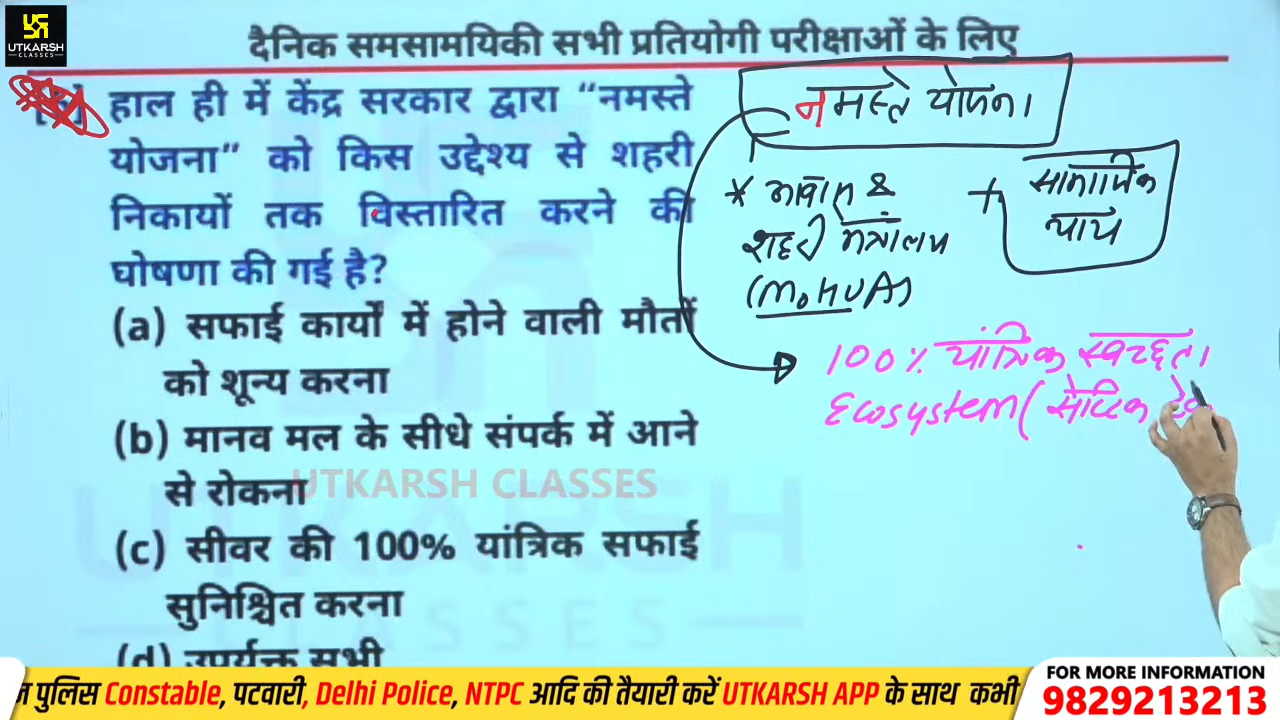 UTKARSH
CLASSES
दैनिक समसामयिकी सभी प्रतियोगी परीक्षाओं के लिए
हाल ही में केंद्र सरकार द्वारा “नमस्ते
योजना” को किस उद्देश्य से शहरी
निकायों तक विस्तारित करने की
घोषणा की गई है?
(a) सफाई कार्यों में होने वाली मौतों
को शून्य करना
(b) मानव मल के सीधे संपर्क में आने
से रोकना
(c) सीवर की 100% यांत्रिक सफाई
सुनिश्चित करना
(d) उपर्युक्त सभी
नमस्ते योजना
* आवास &
शहरी मंत्रालय
(MoHUA)
+ सामाजिक
न्याय
100% यांत्रिक स्वच्छता
Ecosystem (सेप्टिक
UTKARSH CLASSES
पुलिस Constable, पटवारी, Delhi Police, NTPC आदि की तैयारी करें UTKARSH APP के साथ कभी
FOR MORE INFORMATION
9829213213